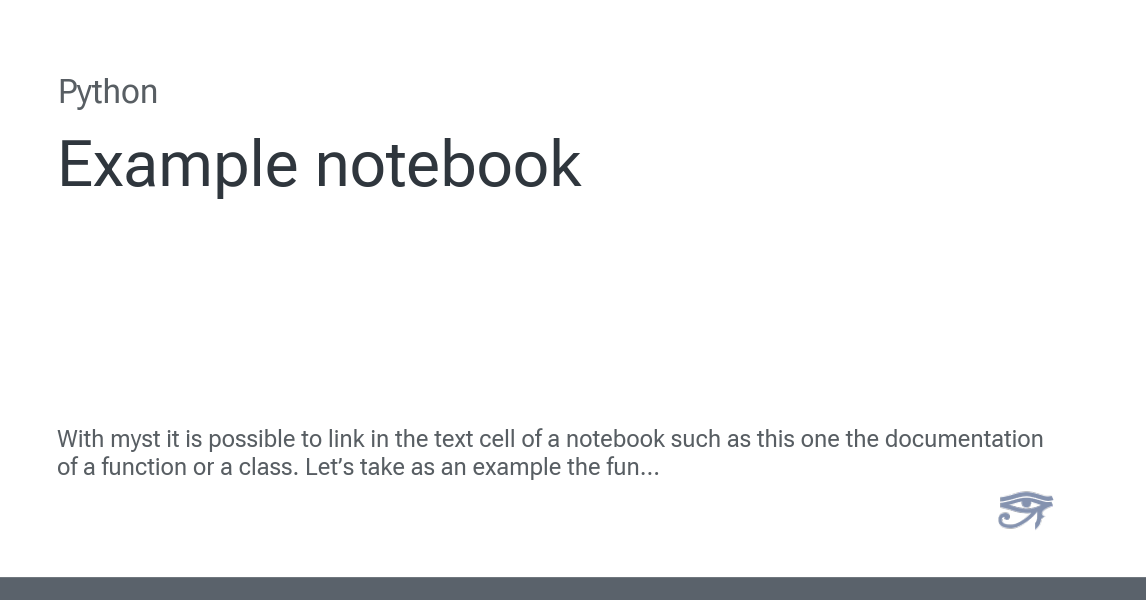 Python
Example notebook
With myst it is possible to link in the text cell of a notebook such as this one the documentation
of a function or a class. Let’s take as an example the fun...